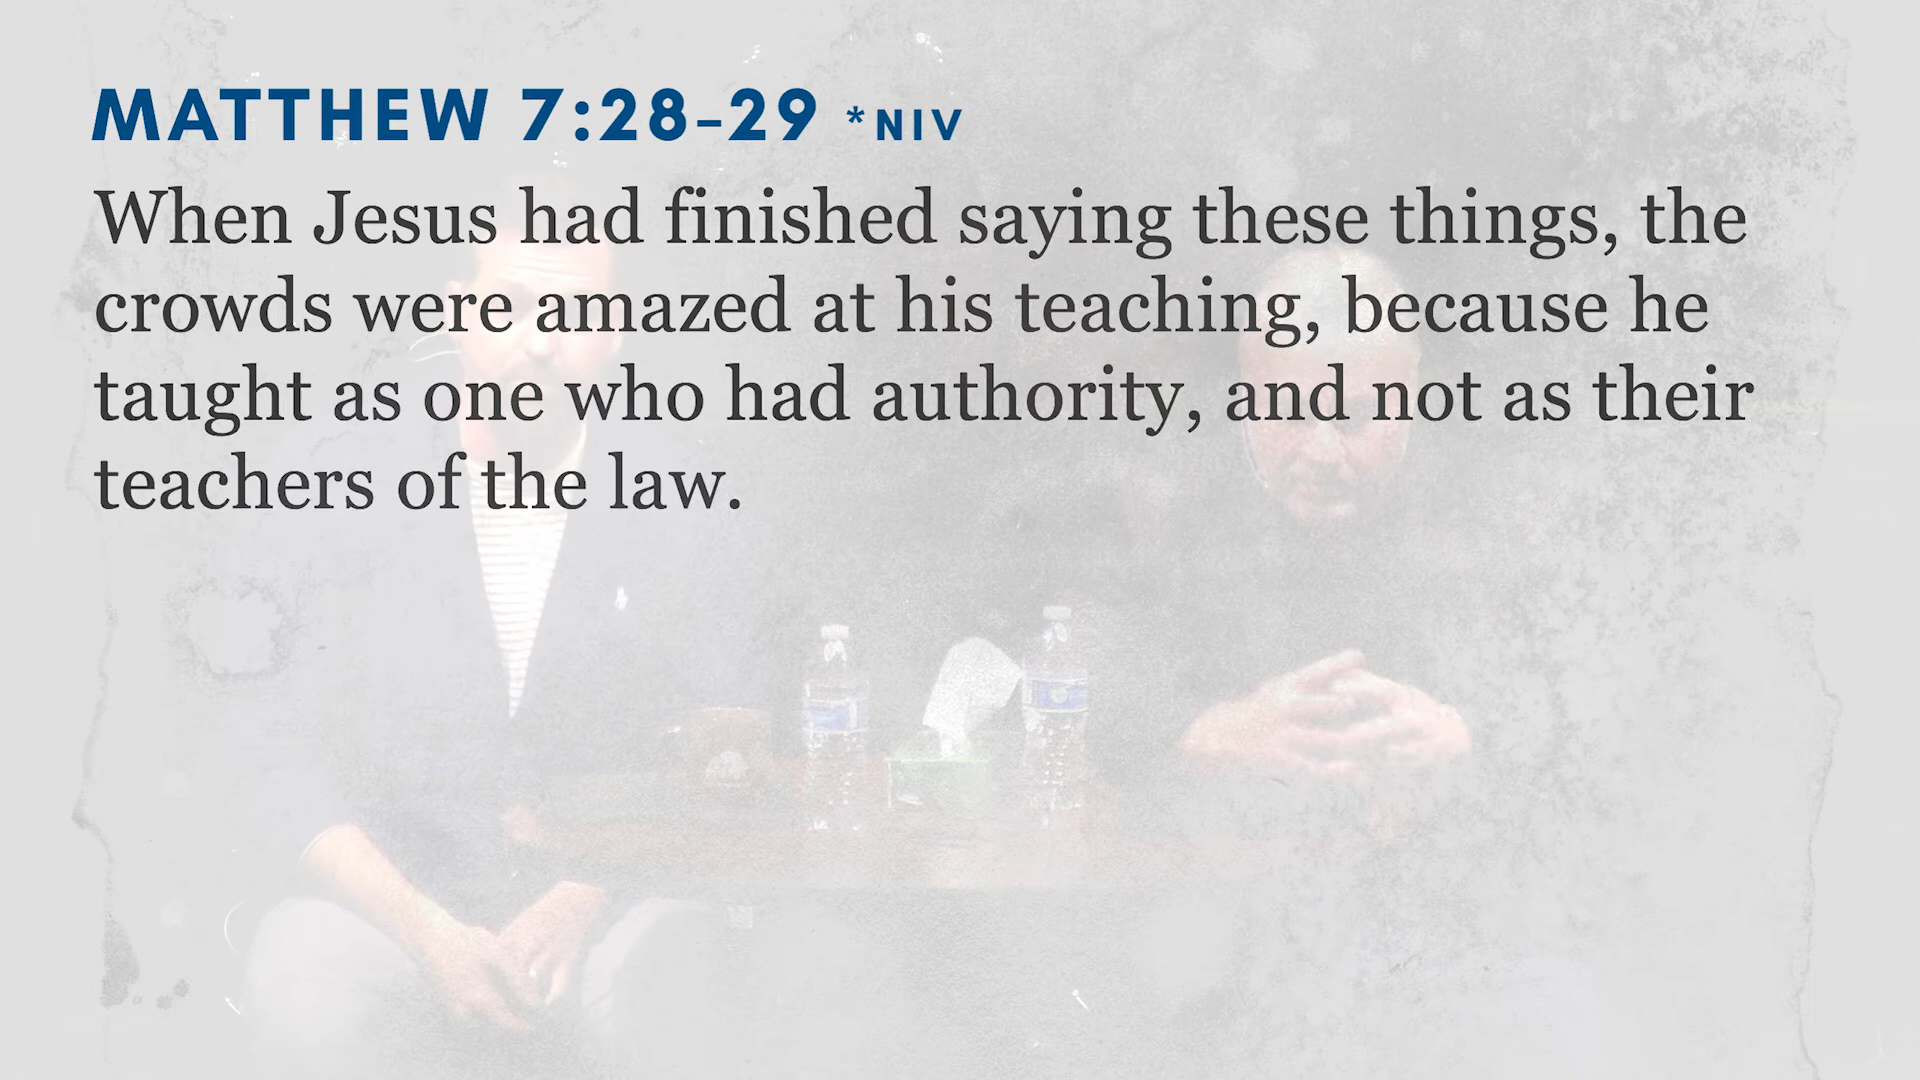 MATTHEW 7:28-29 *NIV
When Jesus had finished saying these things, the
crowds were amazed at his teaching, because he
taught as one who had authority, and not as their
teachers of the law.